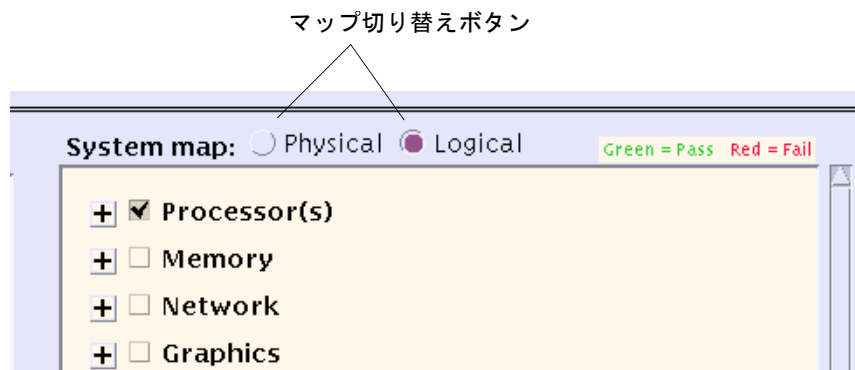 マップ切り替えボタン
System map: Physical Logical Green = Pass Red = Fail
Processor(s)
Memory
Network
Graphics